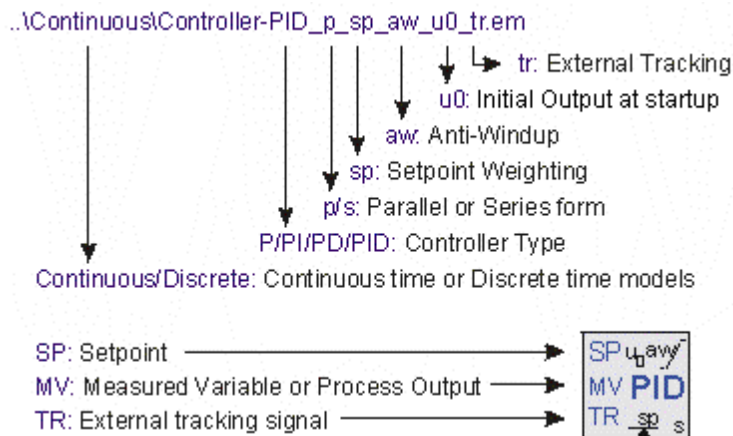 ..\Continuous\Controller-PID_p_sp_aw_u0_tr.em
tr: External Tracking
u0: Initial Output at startup
aw: Anti-Windup
sp: Setpoint Weighting
p/s: Parallel or Series form
P/PI/PD/PID: Controller Type
Continuous/Discrete: Continuous time or Discrete time models
SP: Setpoint
MV: Measured Variable or Process Output
TR: External tracking signal
SP u0 aw
MV PID
TR sp s